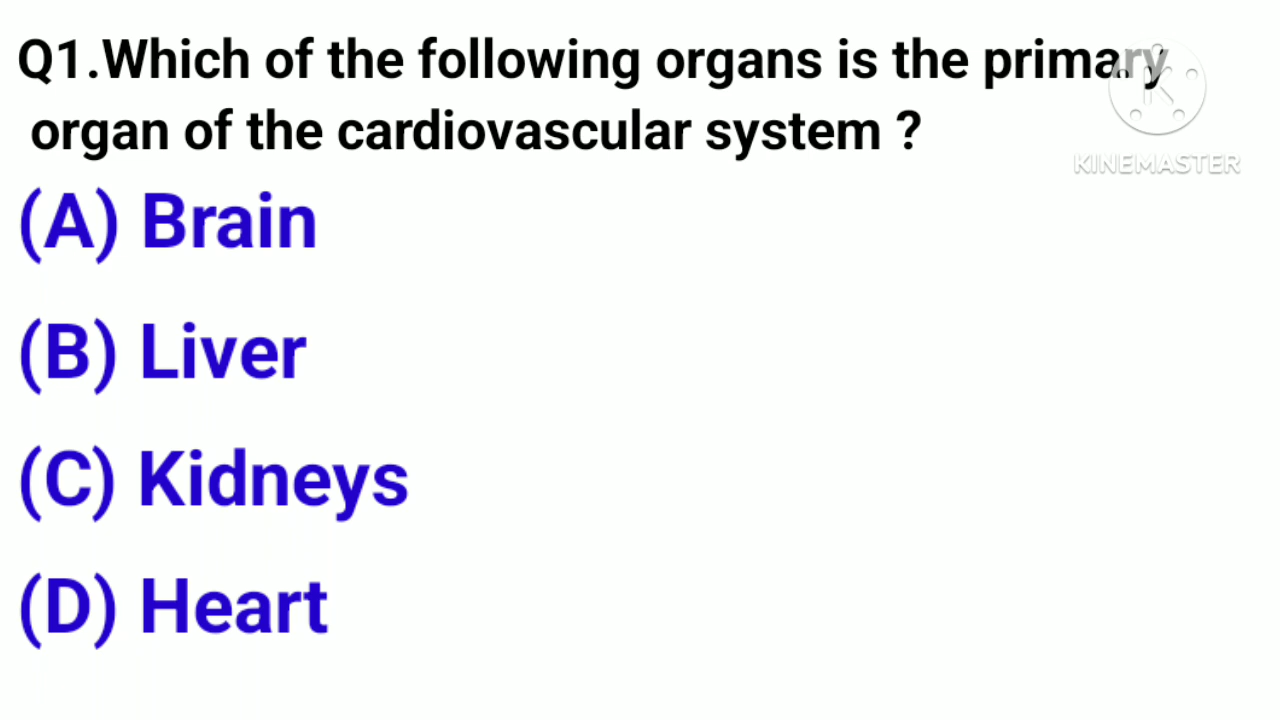 Q1.Which of the following organs is the primary
organ of the cardiovascular system ?
KINEMASTER
(A) Brain
(B) Liver
(C) Kidneys
(D) Heart